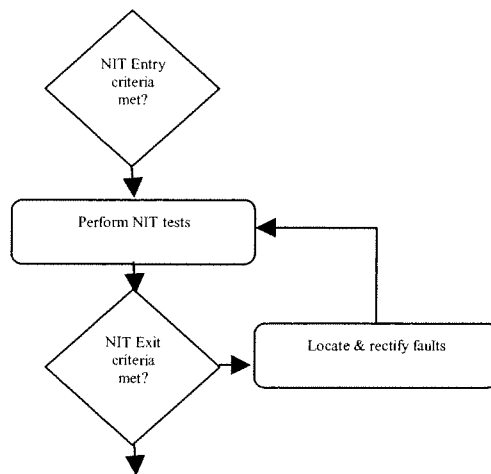 NIT Entry
criteria
met?
Perform NIT tests
NIT Exit
criteria
met?
Locate & rectify faults